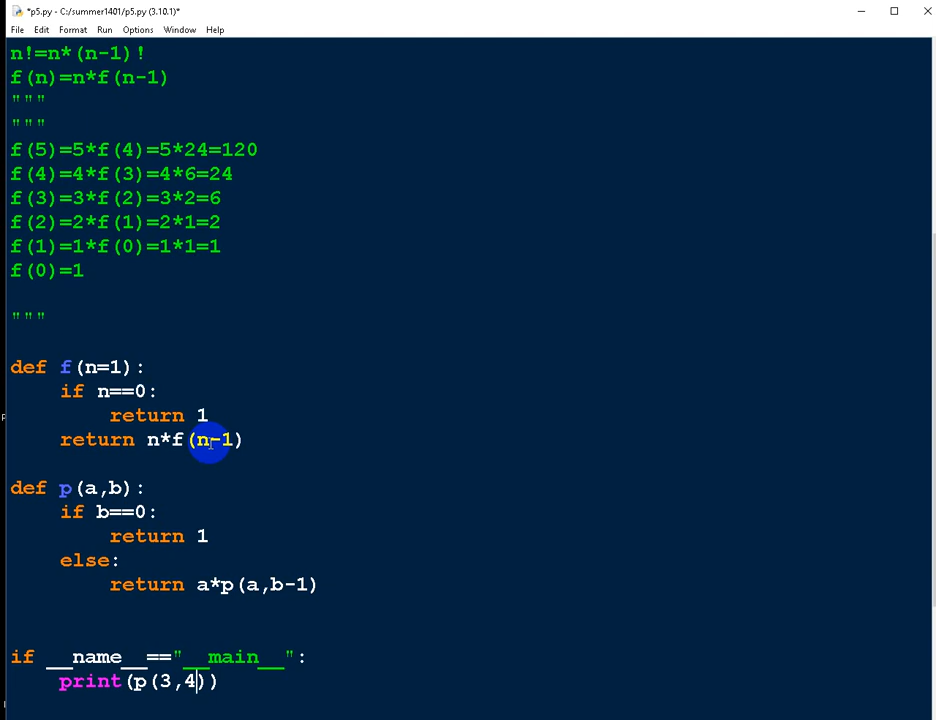 *p5.py - C:/summer1401/p5.py (3.10.1)*
File Edit Format Run Options Window Help
n!=n*(n-1)!
f(n)=n*f(n-1)
"""
"""
f(5)=5*f(4)=5*24=120
f(4)=4*f(3)=4*6=24
f(3)=3*f(2)=3*2=6
f(2)=2*f(1)=2*1=2
f(1)=1*f(0)=1*1=1
f(0)=1
"""
def f(n=1):
    if n==0:
        return 1
    return n*f(n-1)
def p(a,b):
    if b==0:
        return 1
    else:
        return a*p(a,b-1)
if __name__=="__main__":
    print(p(3,4))